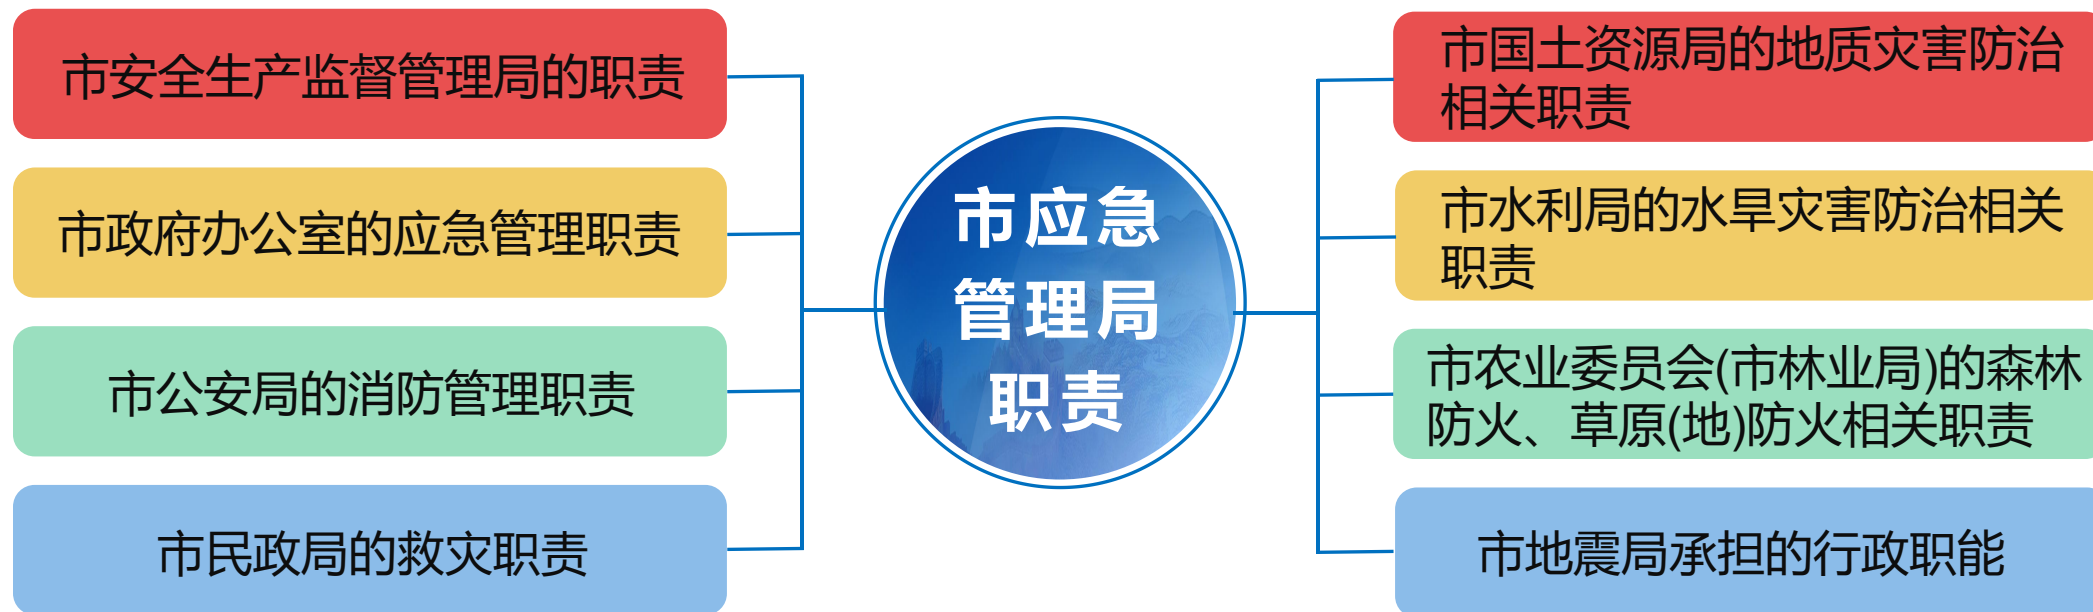 市安全生产监督管理局的职责
市政府办公室的应急管理职责
市公安局的消防管理职责
市民政局的救灾职责
市应急
管理局
职责
市国土资源局的地质灾害防治
相关职责
市水利局的水旱灾害防治相关
职责
市农业委员会(市林业局)的森林
防火、草原(地)防火相关职责
市地震局承担的行政职能